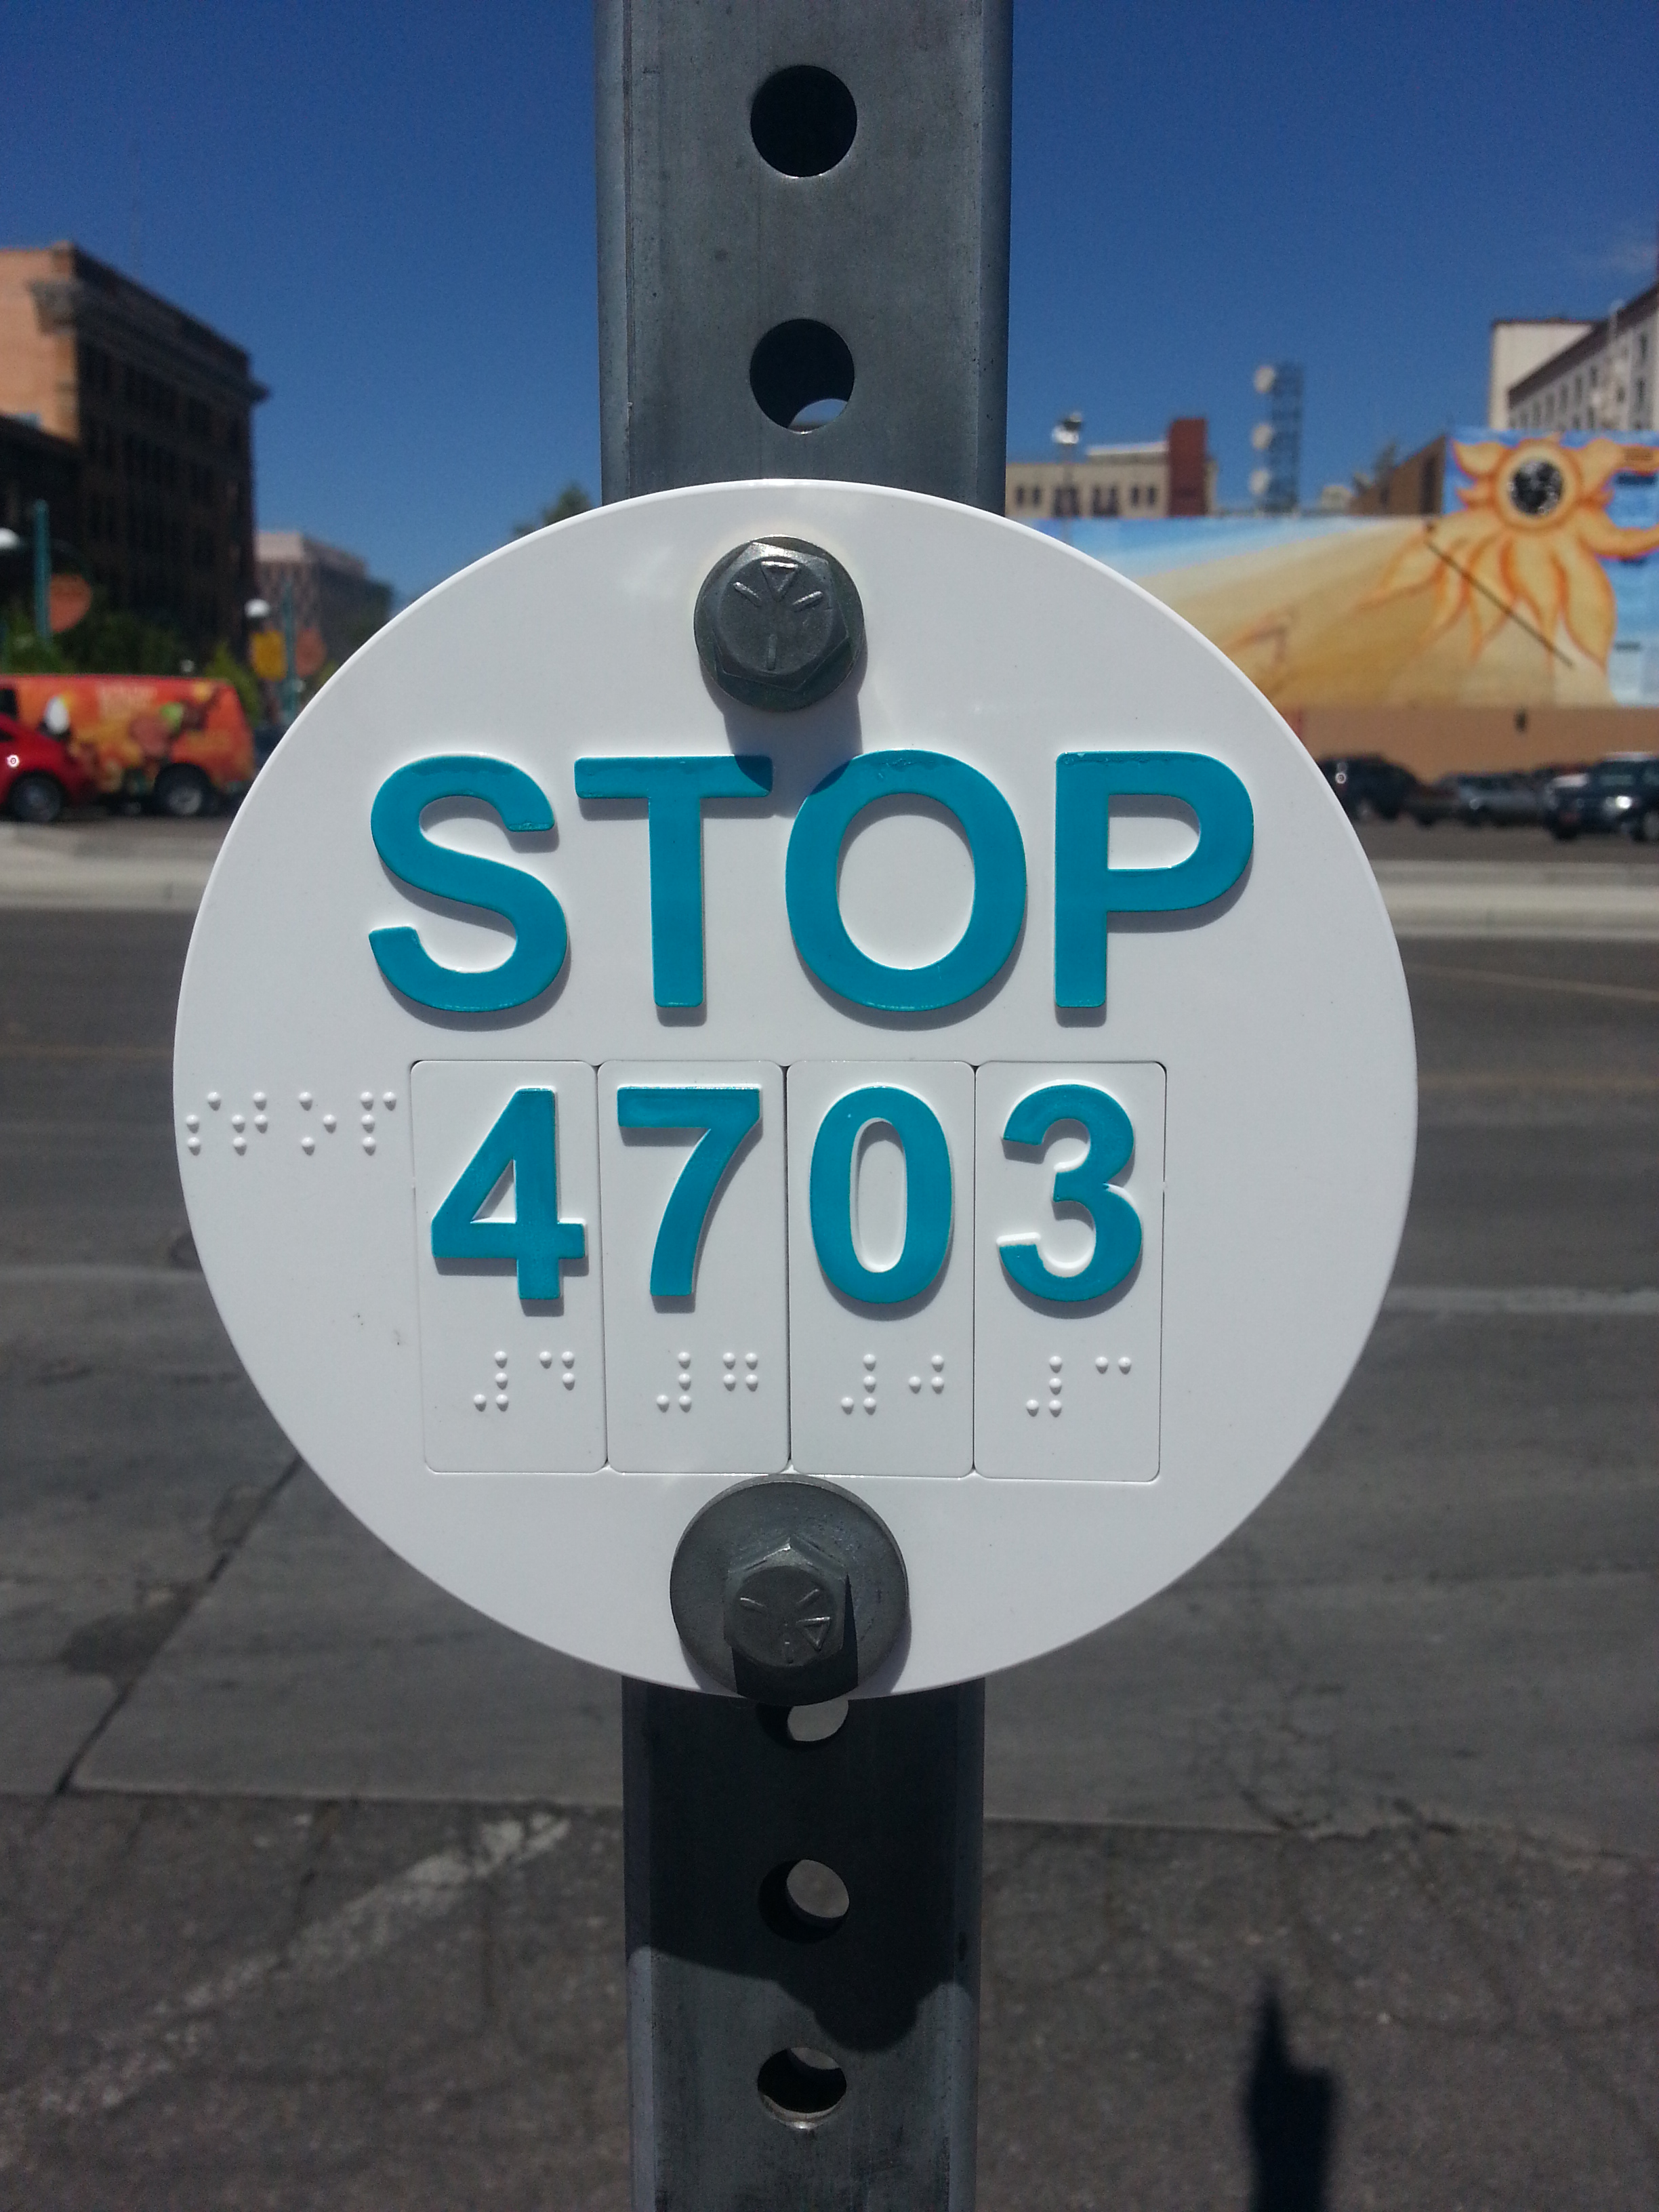 STOP
⠎⠞⠕⠏ 4703
⠼⠙ ⠼⠛ ⠼⠚ ⠼⠉